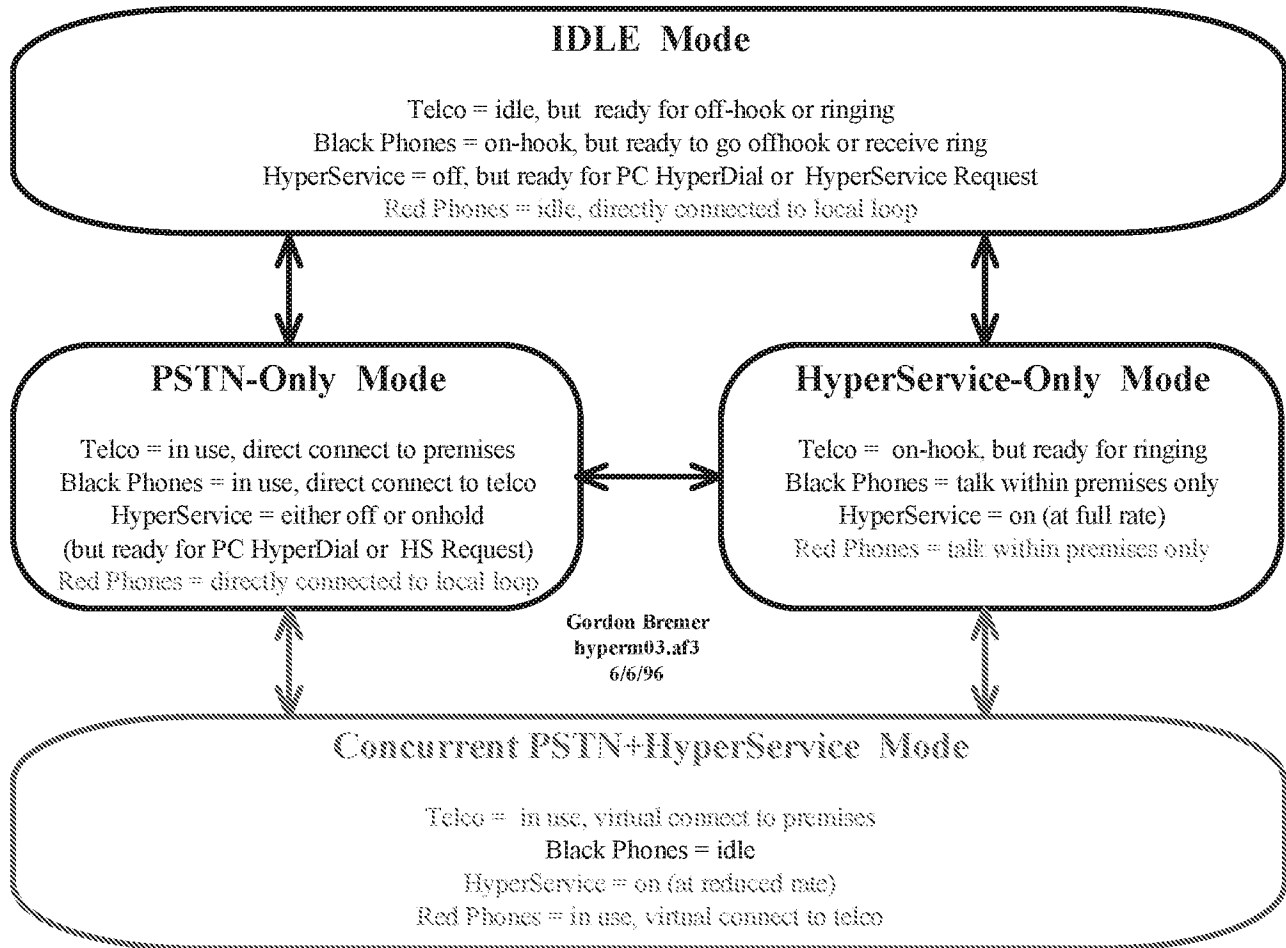 IDLE Mode
Telco = idle, but ready for off-hook or ringing
Black Phones = on-hook, but ready to go offhook or receive ring
HyperService = off, but ready for PC HyperDial or HyperService Request
Red Phones = idle, directly connected to local loop
PSTN-Only Mode
Telco = in use, direct connect to premises
Black Phones = in use, direct connect to telco
HyperService = either off or onhold
(but ready for PC HyperDial or HS Request)
Red Phones = directly connected to local loop
HyperService-Only Mode
Telco = on-hook, but ready for ringing
Black Phones = talk within premises only
HyperService = on (at full rate)
Red Phones = talk within premises only
Gordon Bremer
hyperm03.af3
6/6/96
Concurrent PSTN+HyperService Mode
Telco = in use, virtual connect to premises
Black Phones = idle
HyperService = on (at reduced rate)
Red Phones = in use, virtual connect to telco